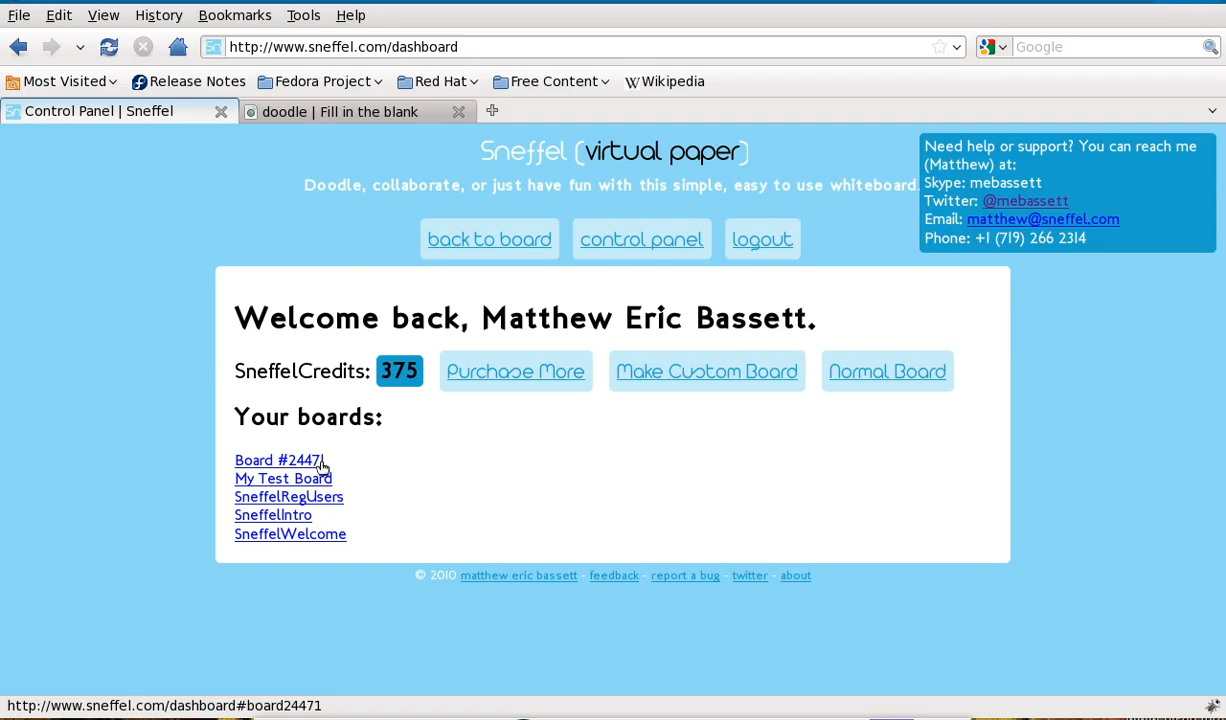 File Edit View History Bookmarks Tools Help
http://www.sneffel.com/dashboard Google
Most Visited Release Notes Fedora Project Red Hat Free Content Wikipedia
Control Panel | Sneffel doodle | Fill in the blank
Sneffel (virtual paper)
Doodle, collaborate, or just have fun with this simple, easy to use whiteboard.
Need help or support? You can reach me
(Matthew) at:
Skype: mebassett
Twitter: @mebassett
Email: matthew@sneffel.com
Phone: +1 (719) 266 2314
back to board control panel logout
Welcome back, Matthew Eric Bassett.
SneffelCredits: 375 Purchase More Make Custom Board Normal Board
Your boards:
Board #24471
My Test Board
SneffelRegUsers
SneffelIntro
SneffelWelcome
© 2010 matthew eric bassett - feedback - report a bug - twitter - about
http://www.sneffel.com/dashboard#board24471